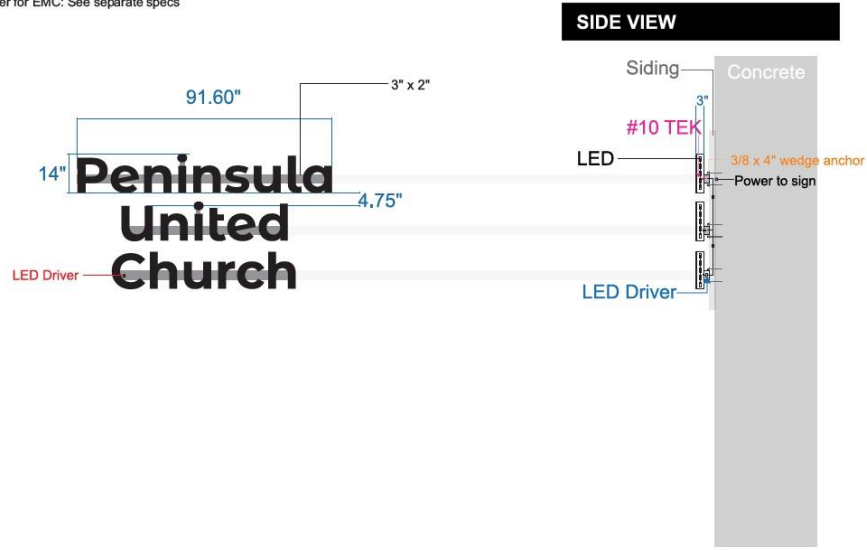 er for EMC: See separate specs
SIDE VIEW
Siding
Concrete
3" x 2"
91.60"
3"
#10 TEK
LED
3/8 x 4" wedge anchor
14"
Peninsula
Power to sign
4.75"
United
LED Driver
Church
LED Driver